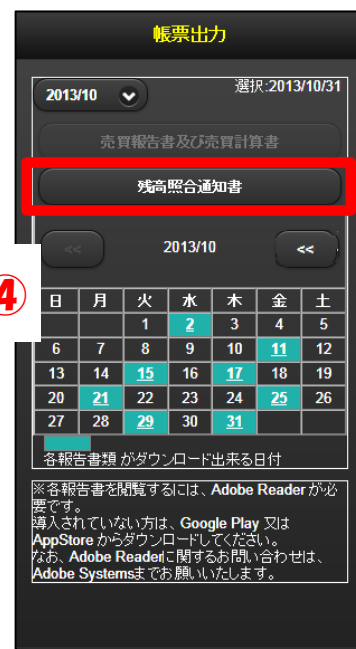 帳票出力
2013/10 選択:2013/10/31
売買報告書及び売買計算書
残高照合通知書
<< 2013/10 <<
④
日 月 火 水 木 金 土
1 2 3 4 5
6 7 8 9 10 11 12
13 14 15 16 17 18 19
20 21 22 23 24 25 26
27 28 29 30 31
各報告書類がダウンロード出来る日付
※各報告書を閲覧するには、Adobe Reader が必
要です。
導入されていない方は、Google Play 又は
AppStore からダウンロードしてください。
なお、Adobe Readerに関するお問い合わせは、
Adobe Systemsまでお願いいたします。